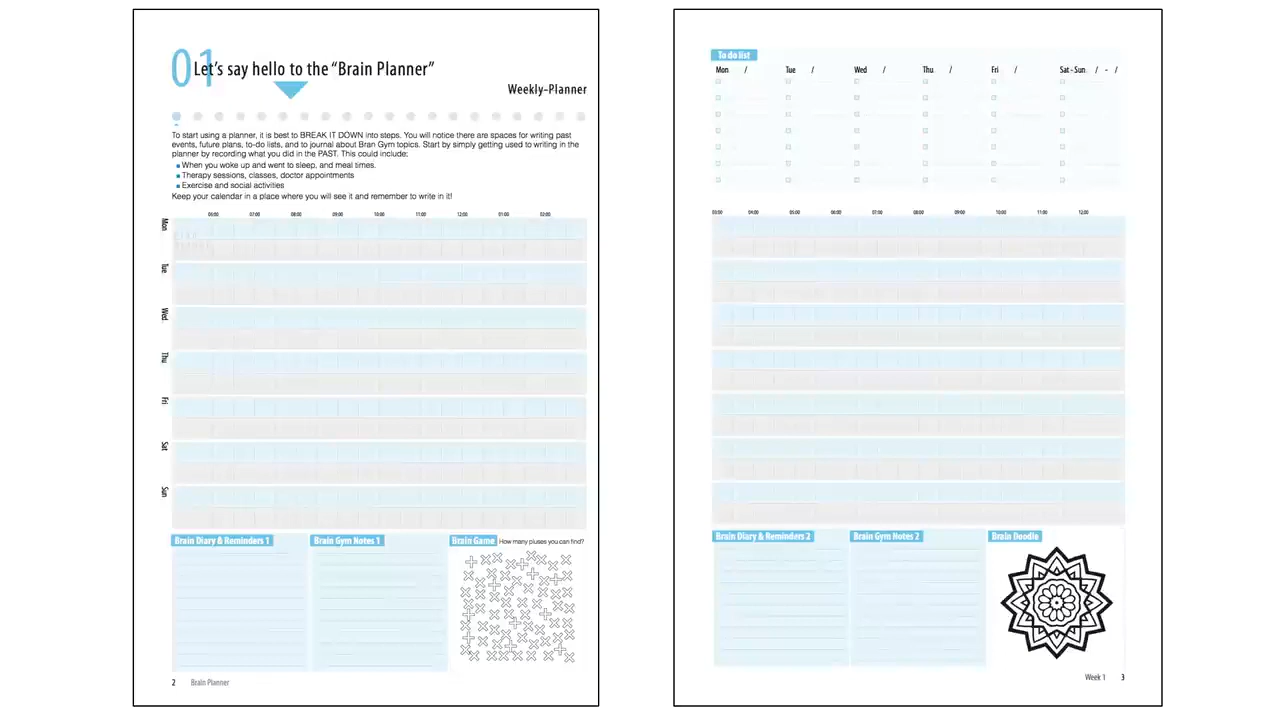 01
Let's say hello to the “Brain Planner”
Weekly-Planner
To start using a planner, it is best to BREAK IT DOWN into steps. You will notice there are spaces for writing past
events, future plans, to-do lists, and to journal about Bran Gym topics. Start by simply getting used to writing in the
planner by recording what you did in the PAST. This could include;
When you woke up and went to sleep, and meal times.
Therapy sessions, classes, doctor appointments
Exercise and social activities
Keep your calendar in a place where you will see it and remember to write in it!
06:00 07:00 08:00 09:00 10:00 11:00 12:00 01:00 02:00
Mon
Tue
Wed
Thu
Fri
Sat
Sun
Brain Diary & Reminders 1
Brain Gym Notes 1
Brain Game How many pluses you can find?
2 Brain Planner
To do list
Mon / Tue / Wed / Thu / Fri / Sat - Sun / - /
03:00 04:00 05:00 06:00 07:00 08:00 09:00 10:00 11:00 12:00
Brain Diary & Reminders 2
Brain Gym Notes 2
Brain Doodle
Week 1 3